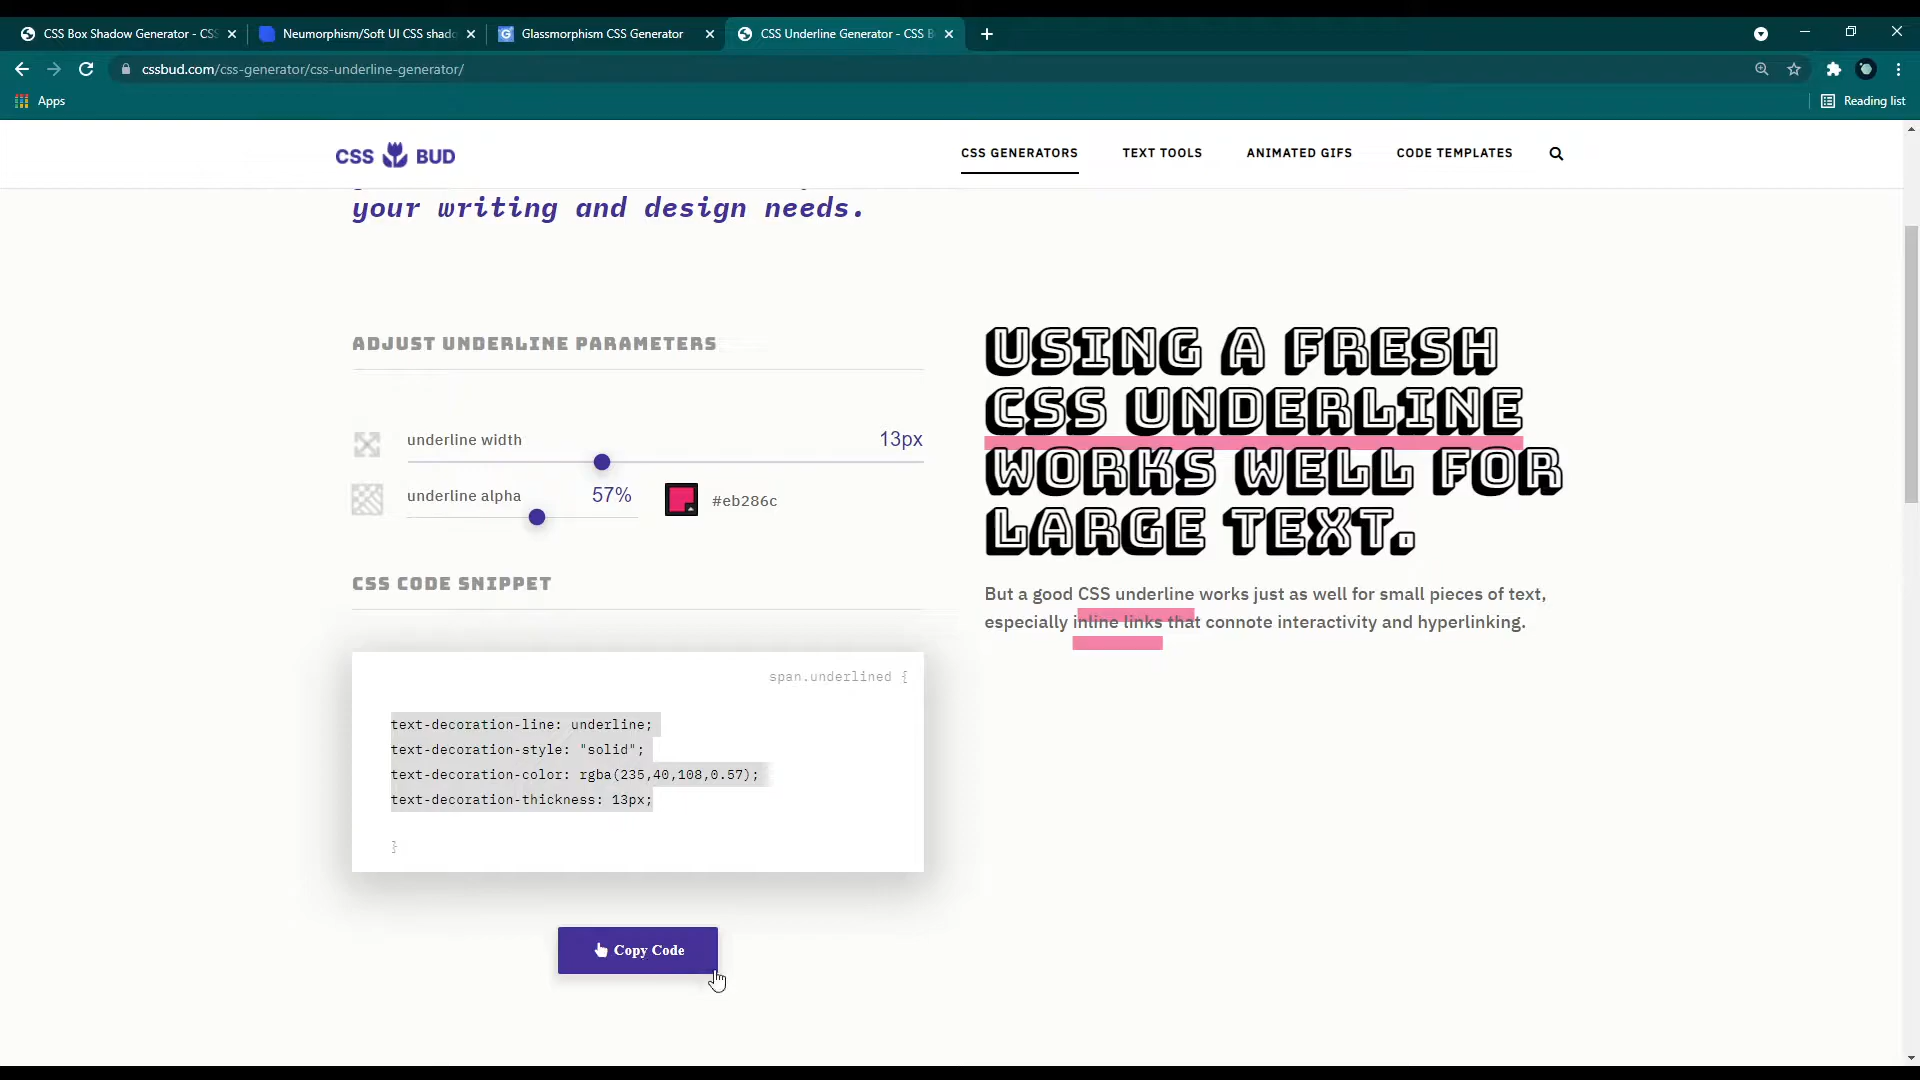 CSS Box Shadow Generator - CSS
Neumorphism/Soft UI CSS shado
Glassmorphism CSS Generator
CSS Underline Generator - CSS B
cssbud.com/css-generator/css-underline-generator/
Apps
Reading list
CSS BUD
CSS GENERATORS
TEXT TOOLS
ANIMATED GIFS
CODE TEMPLATES
your writing and design needs.
ADJUST UNDERLINE PARAMETERS
underline width
13px
underline alpha
57%
#eb286c
CSS CODE SNIPPET
span.underlined {
text-decoration-line: underline;
text-decoration-style: "solid";
text-decoration-color: rgba(235,40,108,0.57);
text-decoration-thickness: 13px;
}
Copy Code
USING A FRESH
CSS UNDERLINE
WORKS WELL FOR
LARGE TEXT.
But a good CSS underline works just as well for small pieces of text,
especially inline links that connote interactivity and hyperlinking.